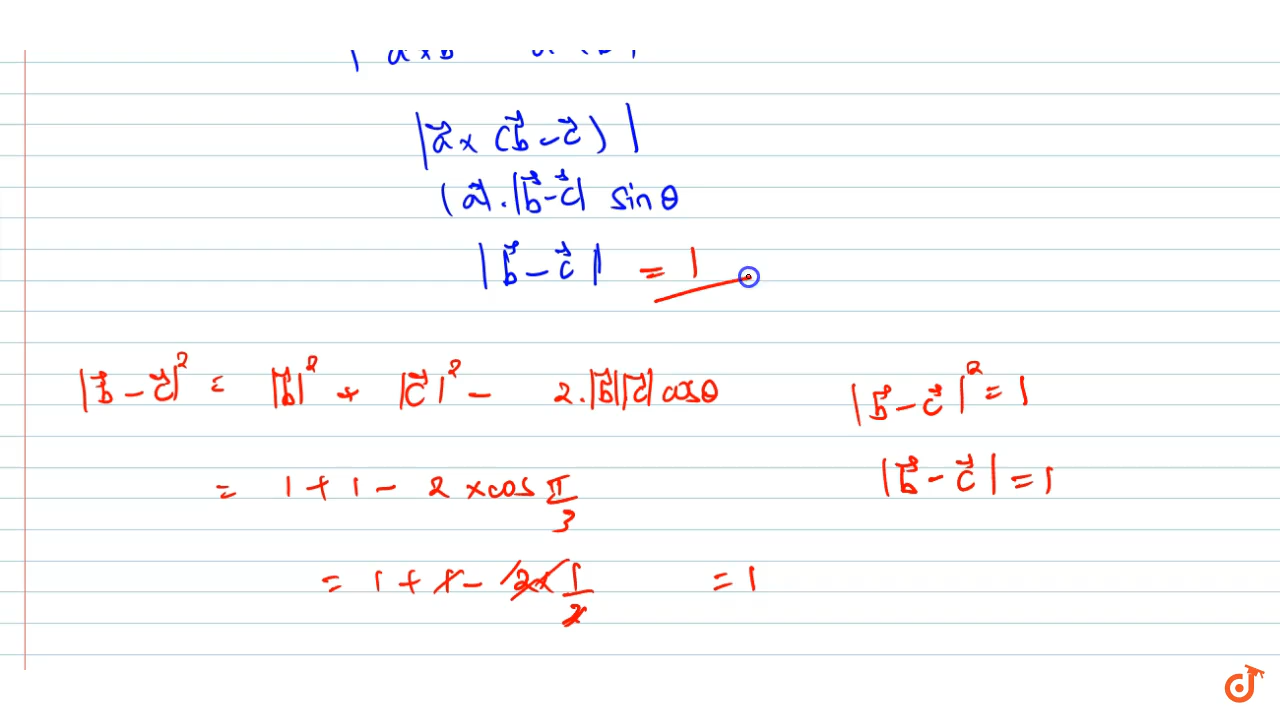 |a⃗ × (b⃗ - c⃗)|
|a⃗|.|b⃗ - c⃗| sin θ
|b⃗ - c⃗| = 1
|b⃗ - c⃗|² = |b⃗|² + |c⃗|² - 2.|b⃗||c⃗| cosθ
|b⃗ - c⃗|² = 1
= 1 + 1 - 2 × cos π/3
|b⃗ - c⃗| = 1
= 1 + 1 - 2 × 1/2 = 1